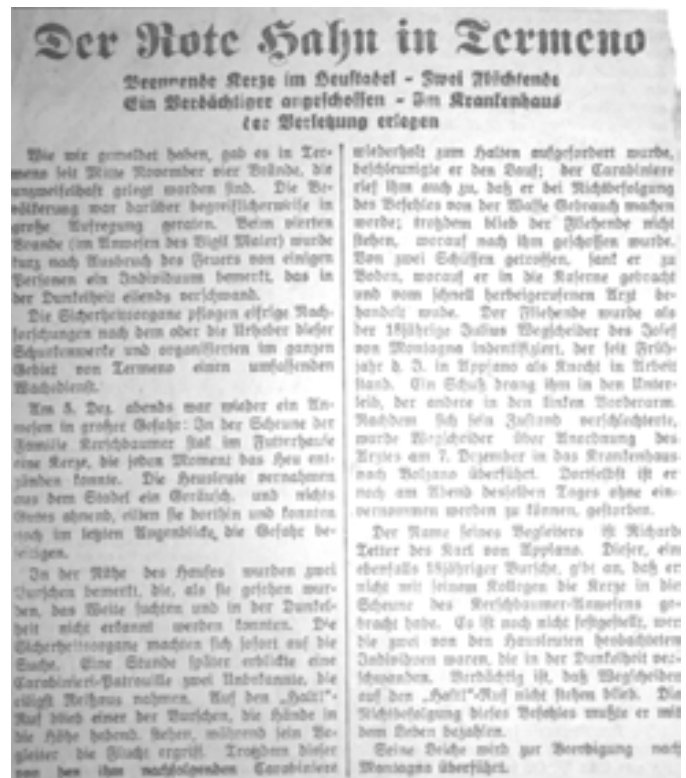 Der Rote Hahn in Termeno
Brennende Kerze im Heustadel - Zwei Flüchtende
Ein Verdächtiger angeschossen - Im Krankenhaus
der Verletzung erlegen
Wie wir gemeldet haben, gab es in Ter-
meno seit Mitte November vier Brände, die
unzweifelhaft gelegt worden sind. Die Be-
völkerung war darüber begreiflicherweise in
große Aufregung geraten. Beim vierten
Brande (im Anwesen des Vigil Maier) wurde
kurz nach Ausbruch des Feuers von einigen
Personen ein Individuum bemerkt, das in
der Dunkelheit eilends verschwand.
Die Sicherheitsorgane pflogen eifrige Nach-
forschungen nach dem oder die Urheber dieser
Schurkenwerke und organisierten im ganzen
Gebiet von Termeno einen umfassenden
Wachedienst.
Am 5. Dez. abends war wieder ein An-
wesen in großer Gefahr: In der Scheune der
Familie Kerschbaumer stak im Futterhause
eine Kerze, die jeden Moment das Heu ent-
zünden konnte. Die Hausleute vernahmen
aus dem Stadel ein Geräusch, und nichts
Gutes ahnend, eilten sie dorthin und konnten
noch im letzten Augenblicke die Gefahr be-
seitigen.
In der Nähe des Hauses wurden zwei
Burschen bemerkt, die, als sie gesehen wur-
den, das Weite suchten und in der Dunkel-
heit nicht erkannt werden konnten. Die
Sicherheitsorgane machten sich sofort auf die
Suche. Eine Stunde später erblickte eine
Carabinieri-Patrouille zwei Unbekannte, die
eiligst Reißaus nahmen. Auf den „Halt!“-
Ruf blieb einer der Burschen, die Hände in
die Höhe hebend, stehen, während sein Be-
gleiter die Flucht ergriff. Trotzdem dieser
von den ihm nachfolgenden Carabiniere
wiederholt zum Halten aufgefordert wurde,
beschleunigte er den Lauf; der Carabiniere
rief ihm auch zu, daß er bei Nichtbefolgung
des Befehles von der Waffe Gebrauch machen
werde; trotzdem blieb der Fliehende nicht
stehen, worauf nach ihm geschossen wurde.
Von zwei Schüssen getroffen, sank er zu
Boden, worauf er in die Kaserne gebracht
und vom schnell herbeigerufenen Arzt be-
handelt wude. Der Fliehende wurde als
der 18jährige Julius Wegscheider des Josef
von Montagna indentifiziert, der seit Früh-
jahr d. J. in Appiano als Knecht in Arbeit
stand. Ein Schuß drang ihm in den Unter-
leib, der andere in den linken Vorderarm.
Nachdem sich sein Zustand verschlechterte,
wurde Wegscheider über Anordnung des
Arztes am 7. Dezember in das Krankenhaus
nach Bolzano überführt. Dortselbst ist er
noch am Abend desselben Tages ohne ein-
vernommen werden zu können, gestorben.
Der Name seines Begleiters ist Richard
Tetter des Karl von Appiano. Dieser, ein
ebenfalls 18jähriger Bursche, gibt an, daß er
nicht mit seinem Kollegen die Kerze in die
Scheune des Kerschbaumer-Anwesens ge-
bracht habe. Es ist noch nicht festgestellt, wer
die zwei von den Hausleuten beobachteten
Individuen waren, die in der Dunkelheit ver-
schwanden. Verdächtig ist, daß Wegscheider
auf den „Halt!“-Ruf nicht stehen blieb. Die
Nichtbefolgung dieses Befehles mußte er mit
dem Leben bezahlen.
Seine Leiche wird zur Beerdigung nach
Montagna überführt.